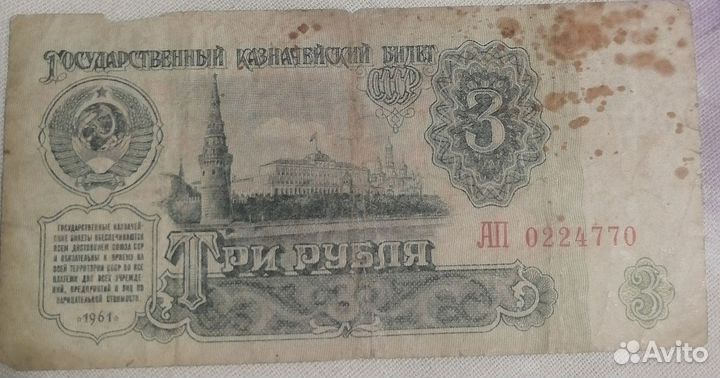 ГОСУДАРСТВЕННЫЙ КАЗНАЧЕЙСКИЙ БИЛЕТ
СССР
3
ГОСУДАРСТВЕННЫЕ КАЗНАЧЕЙ-
СКИЕ БИЛЕТЫ ОБЕСПЕЧИВАЮТСЯ
ВСЕМ ДОСТОЯНИЕМ СОЮЗА ССР
И ОБЯЗАТЕЛЬНЫ К ПРИЕМУ НА
ВСЕЙ ТЕРРИТОРИИ СССР ВО ВСЕ
ПЛАТЕЖИ ДЛЯ ВСЕХ УЧРЕЖДЕ-
НИЙ, ПРЕДПРИЯТИЙ И ЛИЦ ПО
НАРИЦАТЕЛЬНОЙ СТОИМОСТИ.
1961
ТРИ РУБЛЯ
АП 0224770
3
Avito